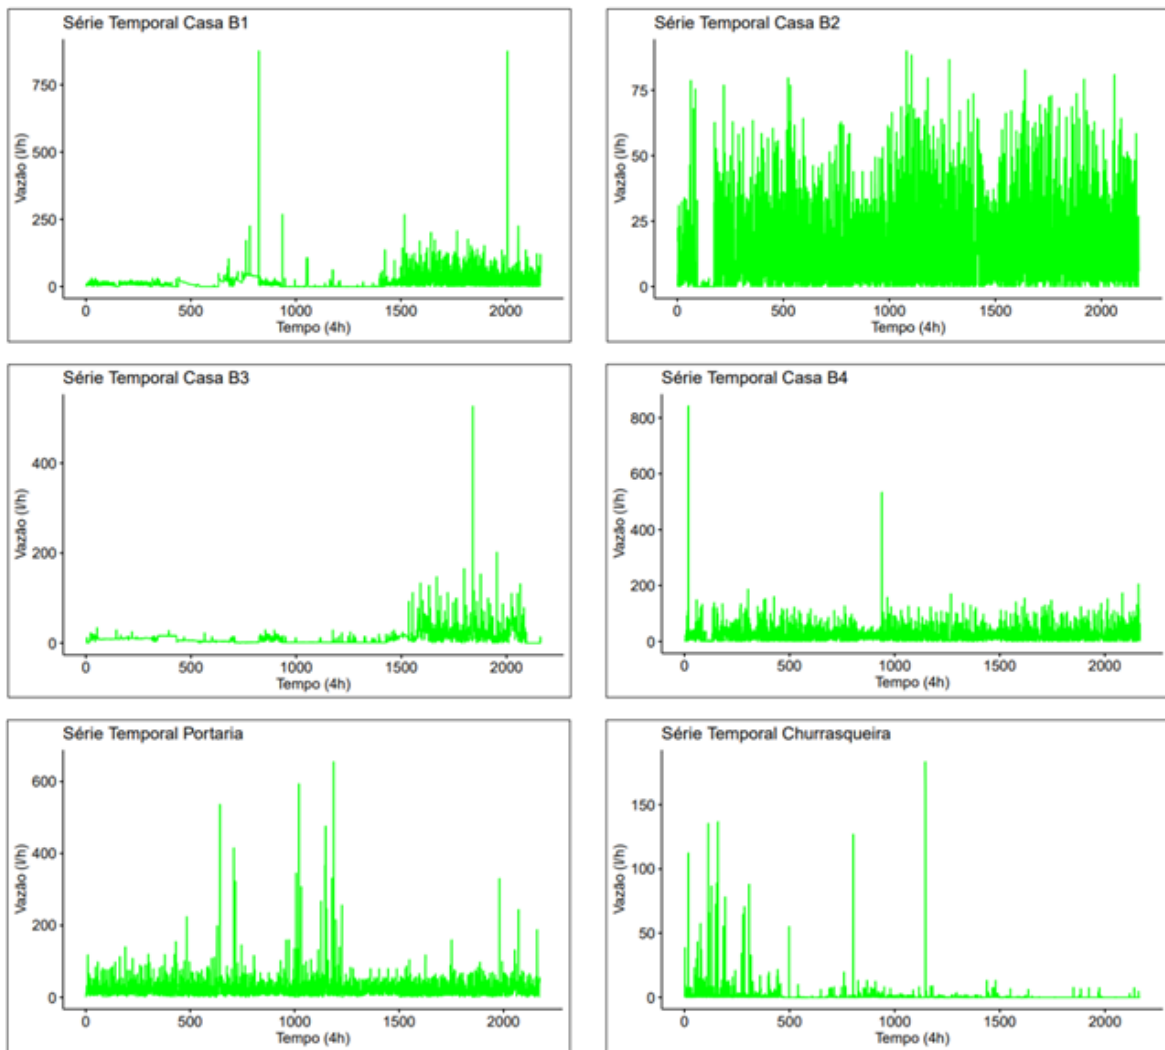 Série Temporal Casa B1
Vazão (l/h)
750
500
250
0
0 500 1000 1500 2000
Tempo (4h)
Série Temporal Casa B2
Vazão (l/h)
75
50
25
0
0 500 1000 1500 2000
Tempo (4h)
Série Temporal Casa B3
Vazão (l/h)
400
200
0
0 500 1000 1500 2000
Tempo (4h)
Série Temporal Casa B4
Vazão (l/h)
800
600
400
200
0
0 500 1000 1500 2000
Tempo (4h)
Série Temporal Portaria
Vazão (l/h)
600
400
200
0
0 500 1000 1500 2000
Tempo (4h)
Série Temporal Churrasqueira
Vazão (l/h)
150
100
50
0
0 500 1000 1500 2000
Tempo (4h)